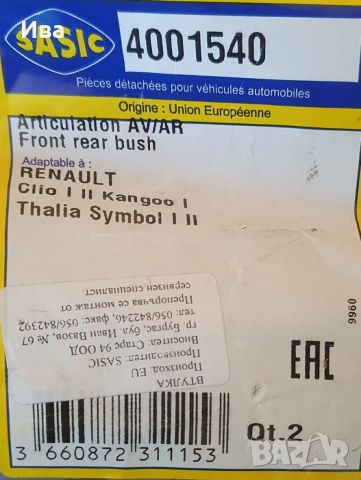 Ива
SASIC
4001540
Pièces détachées pour véhicules automobiles
Origine : Union Européenne
Articulation AV/AR
Front rear bush
Adaptable à :
RENAULT
Clio I II Kangoo I
Thalia Symbol I II
9960
ВТУЛКА
Произход EU
Производител SASIC
Вносител: Старс 94 ООД
гр. Бургас, бул. Иван Вазов, № 67
тел: 056/842246, факс: 056/842392
Препоръчва се монтаж от
сервизен специалист.
EAC
3 660872 311153
Qt.2
bazar